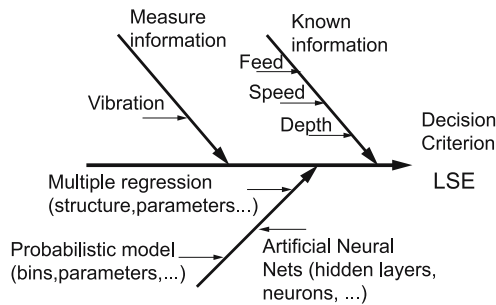 Measure
information
Known
information
Feed
Speed
Depth
Vibration
Decision
Criterion
LSE
Multiple regression
(structure,parameters...)
Probabilistic model
(bins,parameters,...)
Artificial Neural
Nets (hidden layers,
neurons, ...)